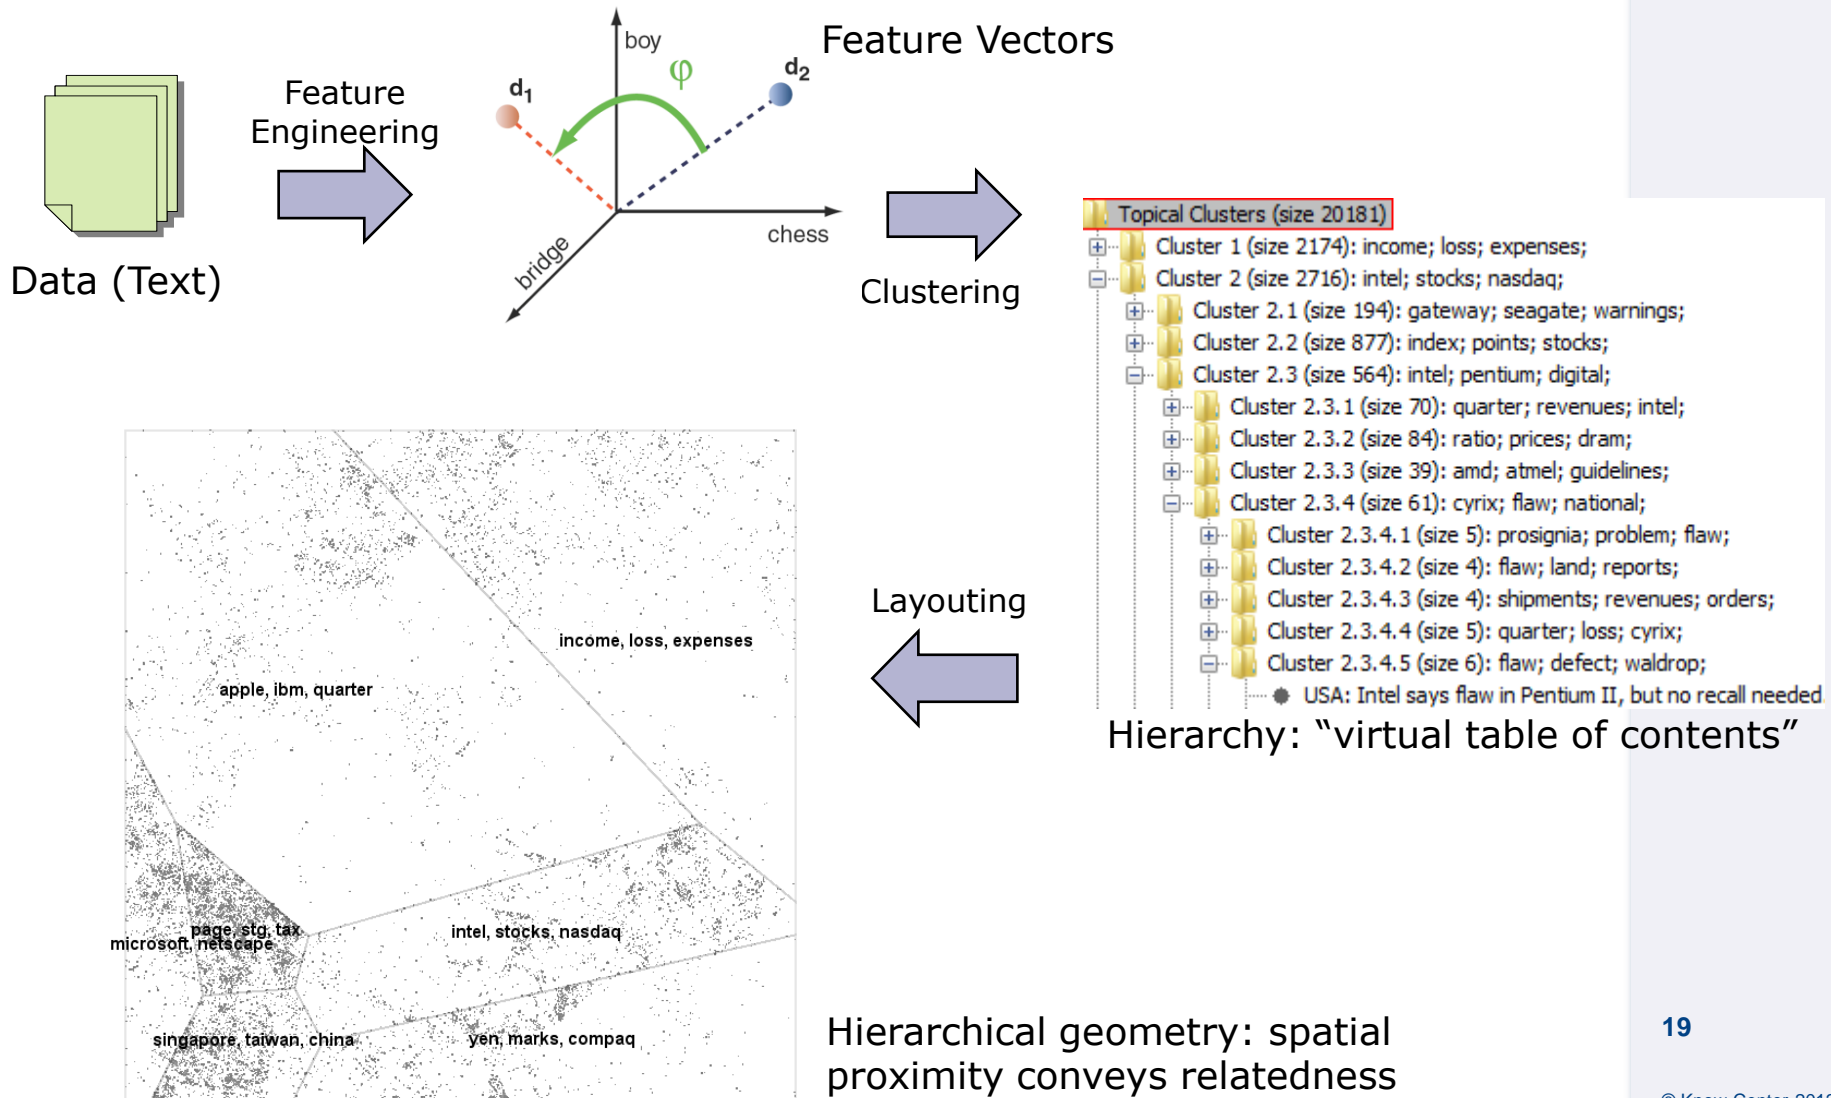 Data (Text)
Feature
Engineering
boy
φ
d1
d2
chess
bridge
Feature Vectors
Clustering
Topical Clusters (size 20181)
Cluster 1 (size 2174): income; loss; expenses;
Cluster 2 (size 2716): intel; stocks; nasdaq;
Cluster 2.1 (size 194): gateway; seagate; warnings;
Cluster 2.2 (size 877): index; points; stocks;
Cluster 2.3 (size 564): intel; pentium; digital;
Cluster 2.3.1 (size 70): quarter; revenues; intel;
Cluster 2.3.2 (size 84): ratio; prices; dram;
Cluster 2.3.3 (size 39): amd; atmel; guidelines;
Cluster 2.3.4 (size 61): cyrix; flaw; national;
Cluster 2.3.4.1 (size 5): prosignia; problem; flaw;
Cluster 2.3.4.2 (size 4): flaw; land; reports;
Cluster 2.3.4.3 (size 4): shipments; revenues; orders;
Cluster 2.3.4.4 (size 5): quarter; loss; cyrix;
Cluster 2.3.4.5 (size 6): flaw; defect; waldrop;
USA: Intel says flaw in Pentium II, but no recall needed.
Hierarchy: “virtual table of contents”
Layouting
income, loss, expenses
apple, ibm, quarter
page, stg, tax
microsoft, netscape
intel, stocks, nasdaq
singapore, taiwan, china
yen, marks, compaq
Hierarchical geometry: spatial
proximity conveys relatedness
19